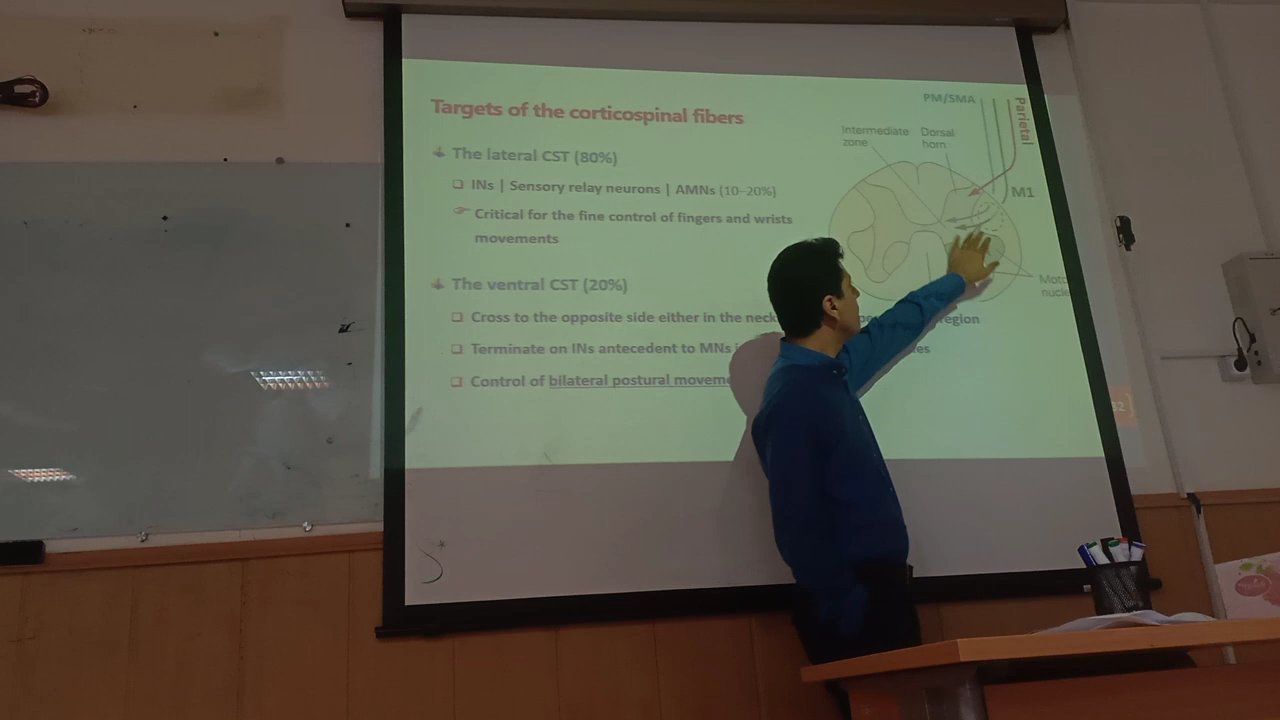 Targets of the corticospinal fibers
The lateral CST (80%)
INs | Sensory relay neurons | AMNs (10–20%)
Critical for the fine control of fingers and wrists
movements
The ventral CST (20%)
Cross to the opposite side either in the neck region
Terminate on INs antecedent to MNs
Control of bilateral postural
PM/SMA
Parietal
Intermediate
zone
Dorsal
horn
M1